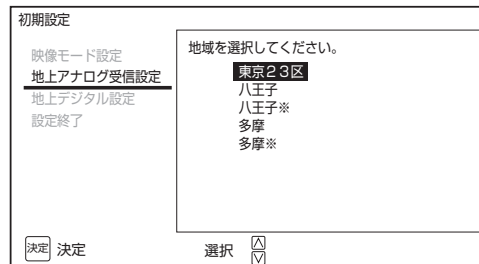 初期設定
映像モード設定
地上アナログ受信設定
地上デジタル設定
設定終了
地域を選択してください。
東京23区
八王子
八王子※
多摩
多摩※
決定 決定
選択